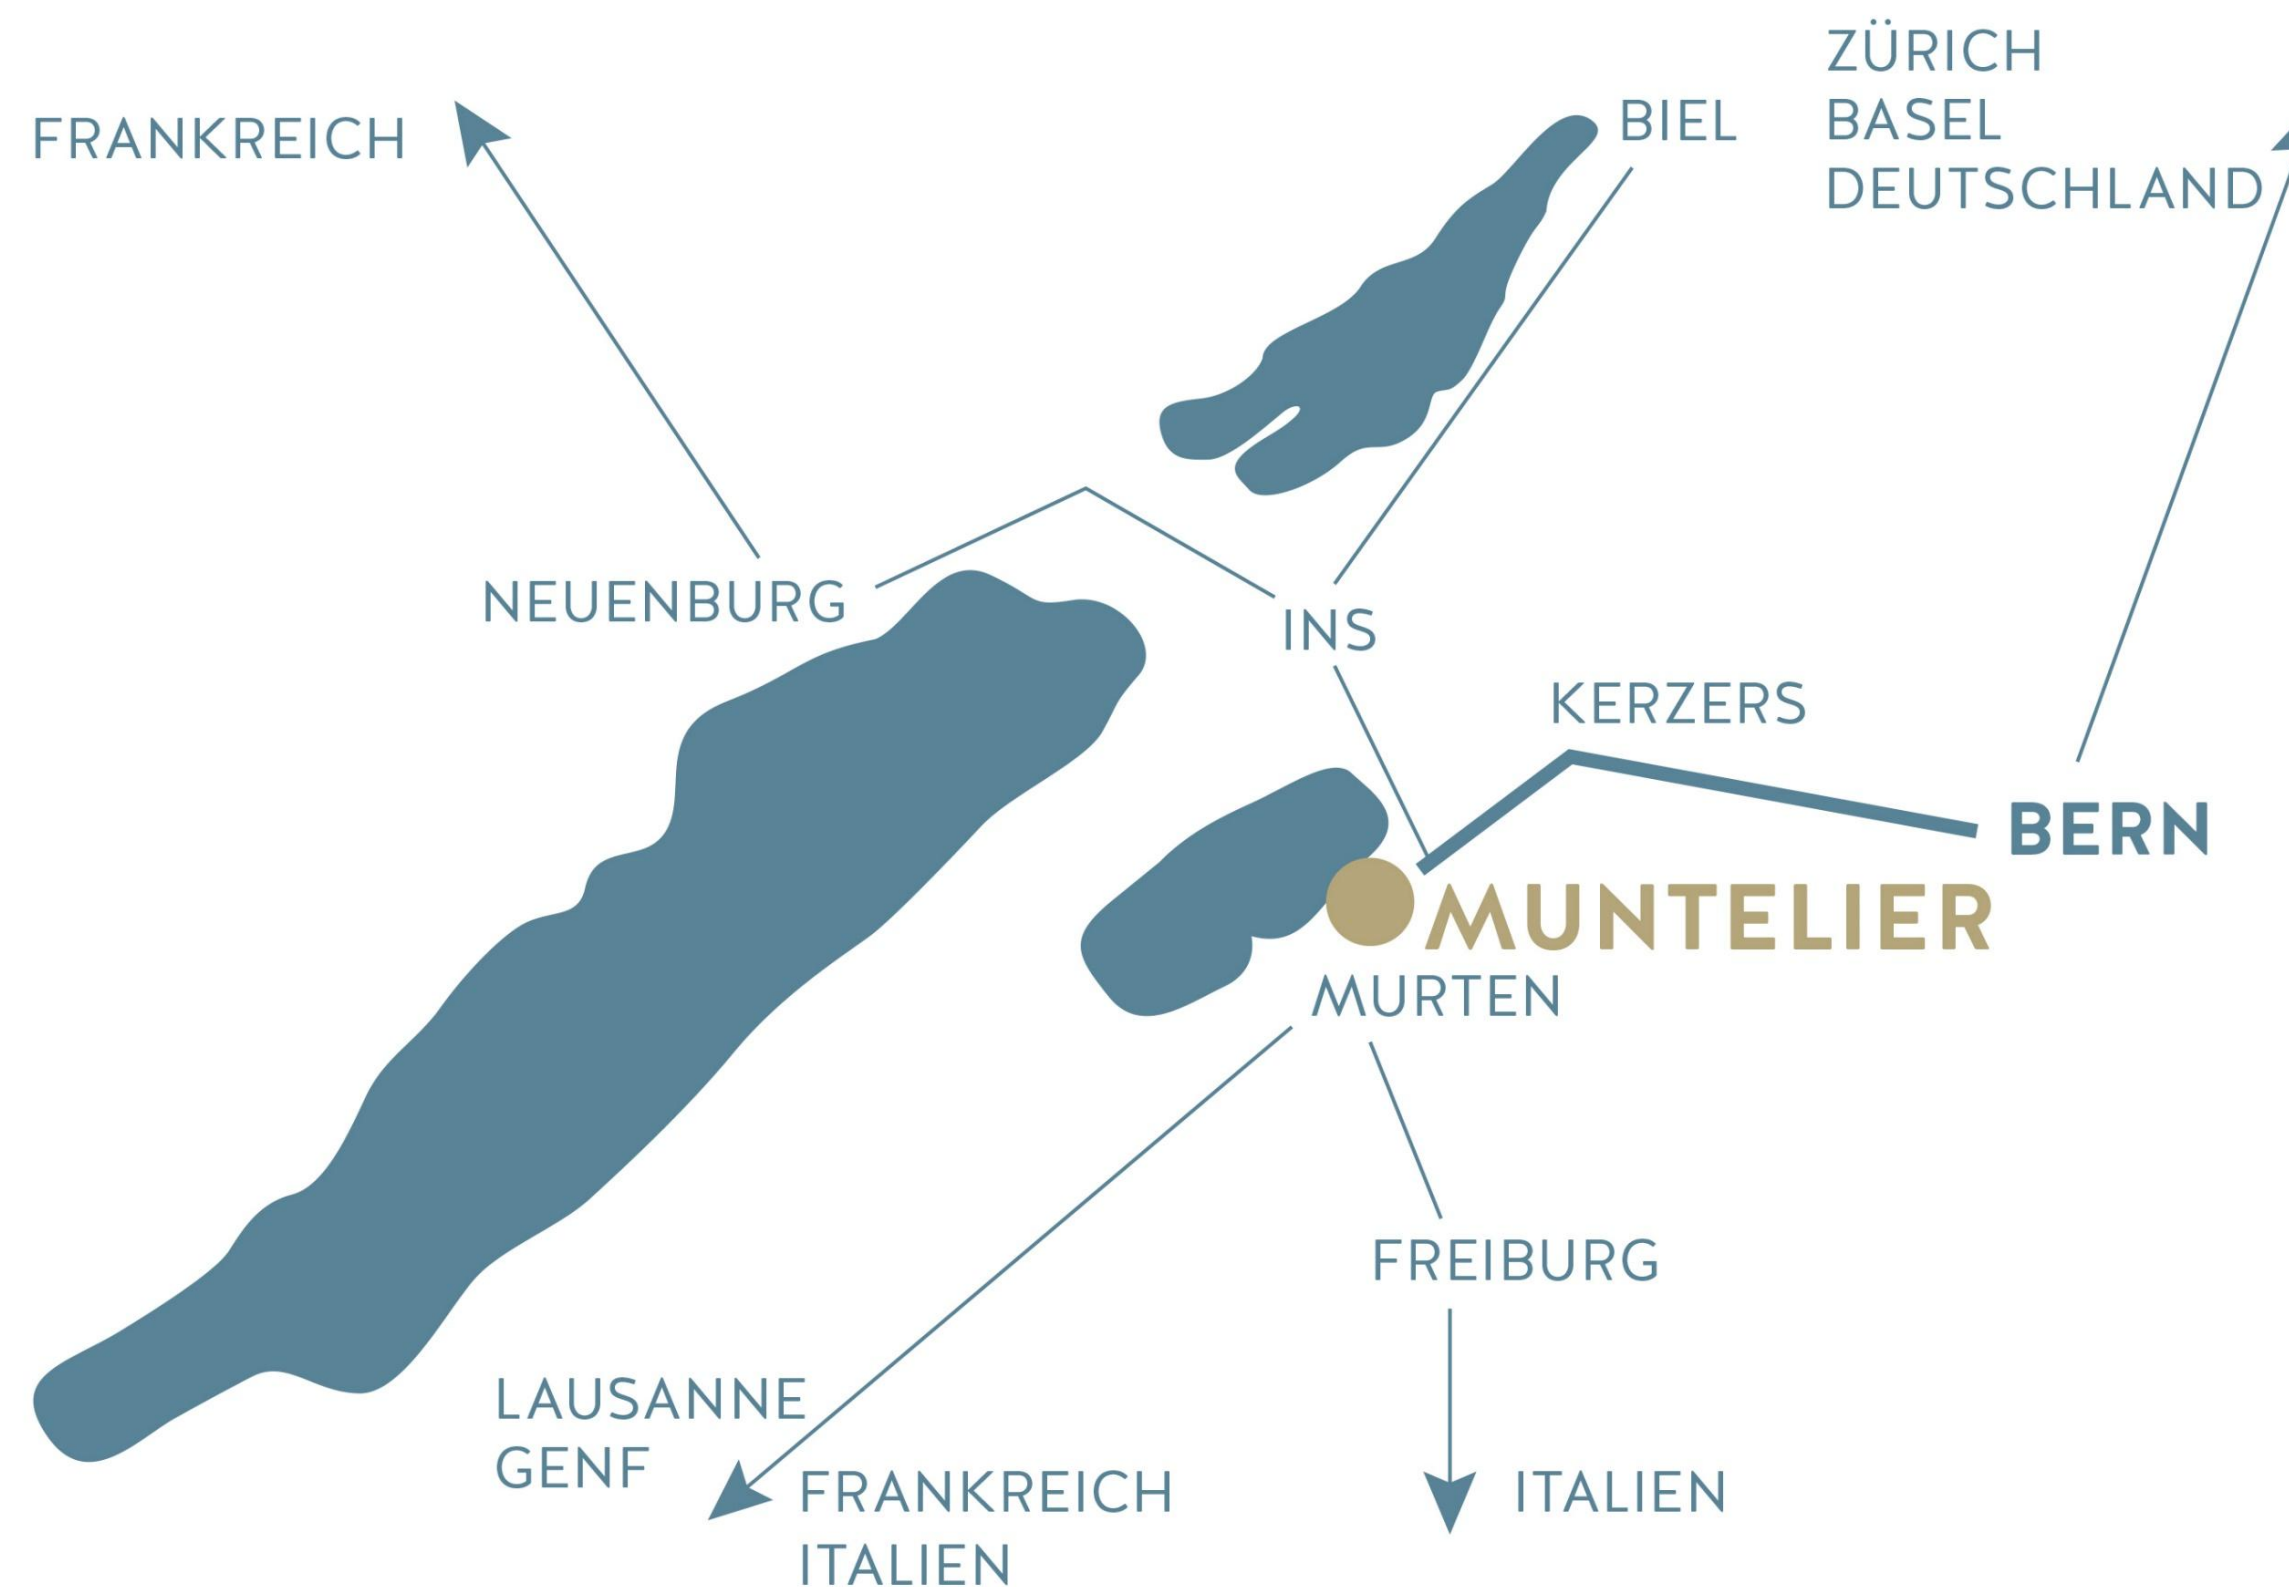 ZÜRICH
BASEL
DEUTSCHLAND
BIEL
FRANKREICH
NEUENBURG
INS
KERZERS
BERN
MUNTELIER
MURTEN
FREIBURG
LAUSANNE
GENF
FRANKREICH
ITALIEN
ITALIEN